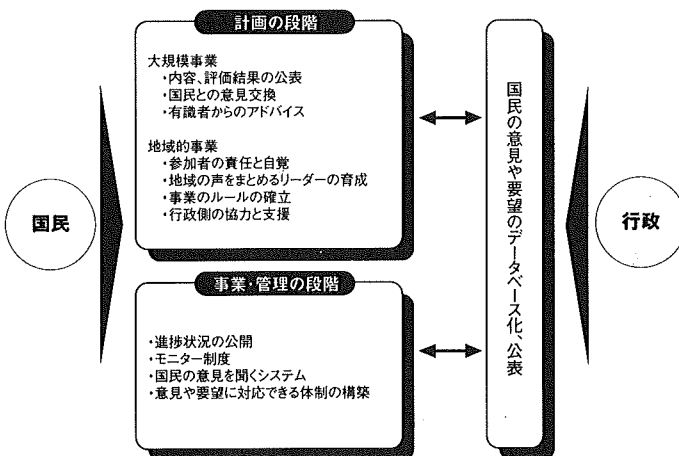 計画の段階
大規模事業
・内容、評価結果の公表
・国民との意見交換
・有識者からのアドバイス
地域的事業
・参加者の責任と自覚
・地域の声をまとめるリーダーの育成
・事業のルールの確立
・行政側の協力と支援
国民
事業・管理の段階
・進捗状況の公開
・モニター制度
・国民の意見を聞くシステム
・意見や要望に対応できる体制の構築
国民の意見や要望のデータベース化、公表
行政